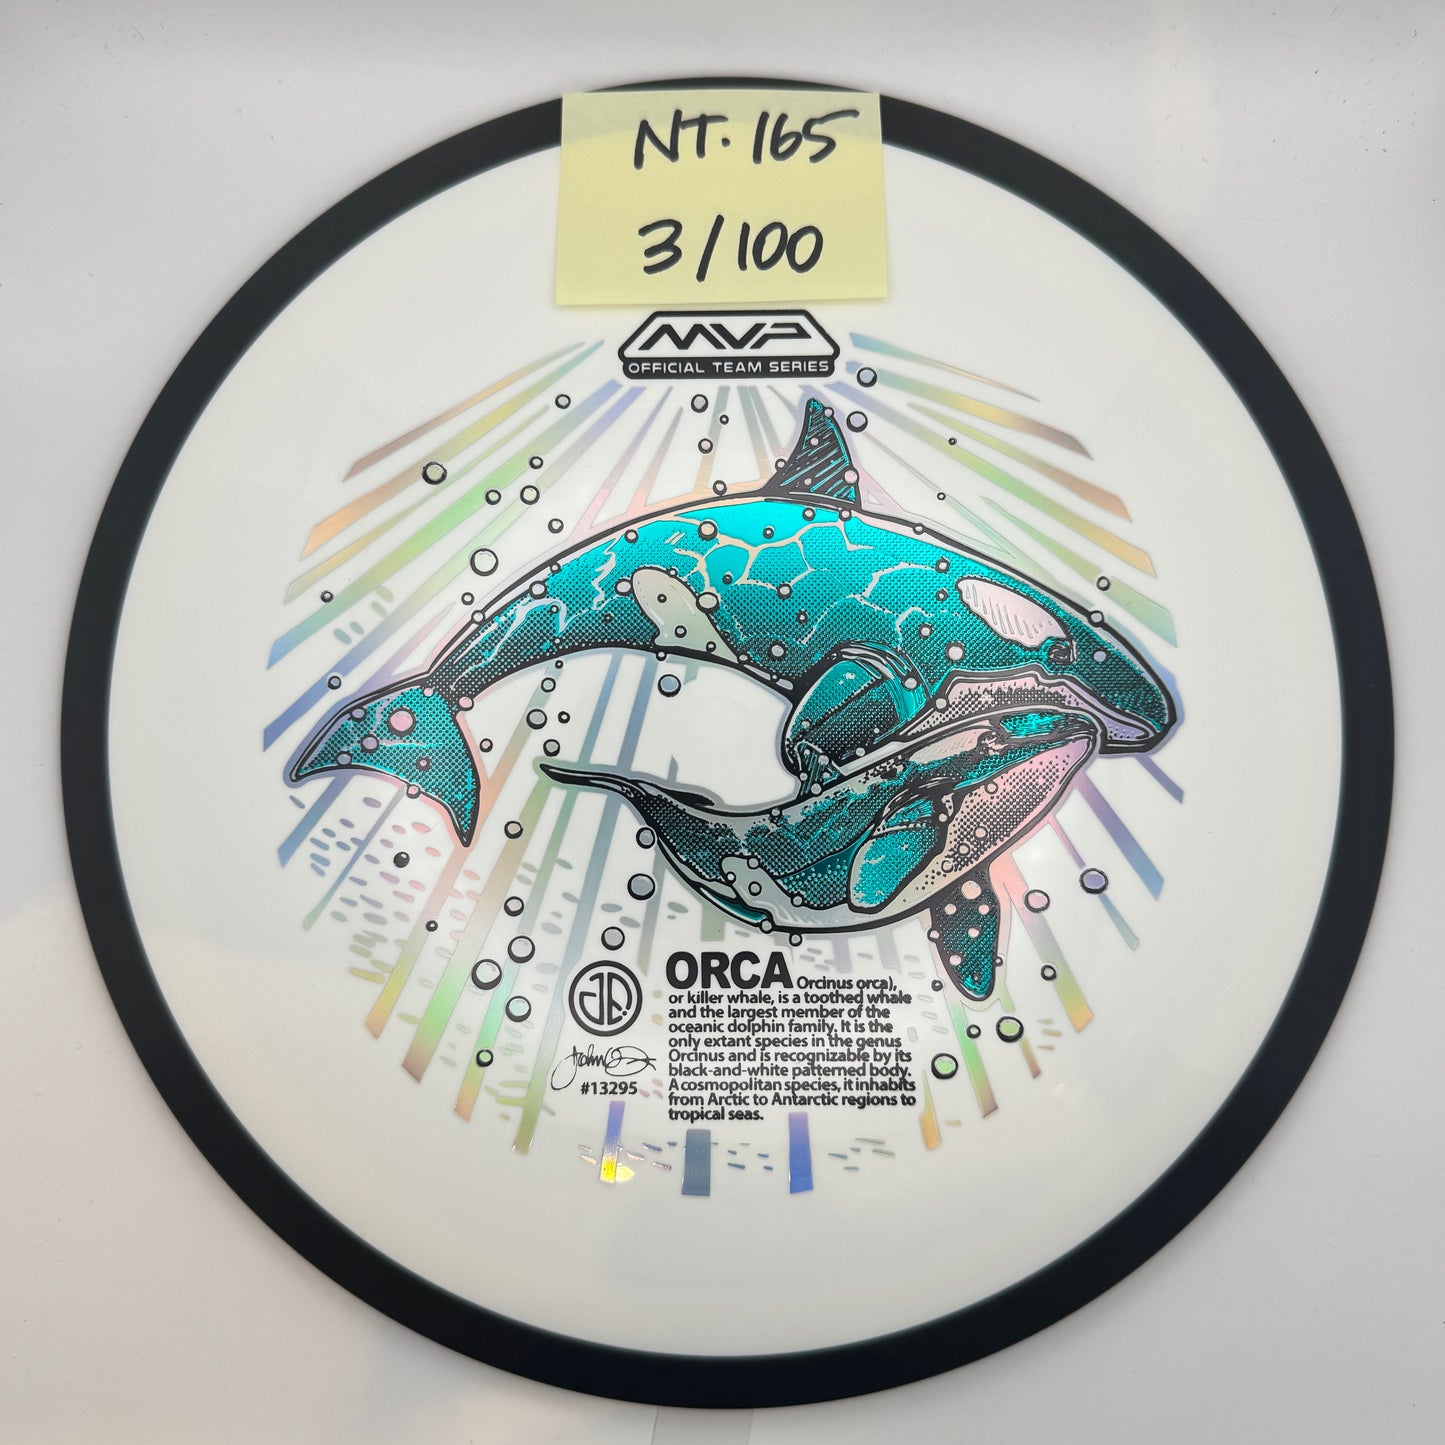 NT. 165
3/100
MVP
OFFICIAL TEAM SERIES
ORCA Orcinus orca),
or killer whale, is a toothed whale
and the largest member of the
oceanic dolphin family. It is the
only extant species in the genus
Orcinus and is recognizable by its
black-and-white patterned body.
A cosmopolitan species, it inhabits
from Arctic to Antarctic regions to
tropical seas.
#13295